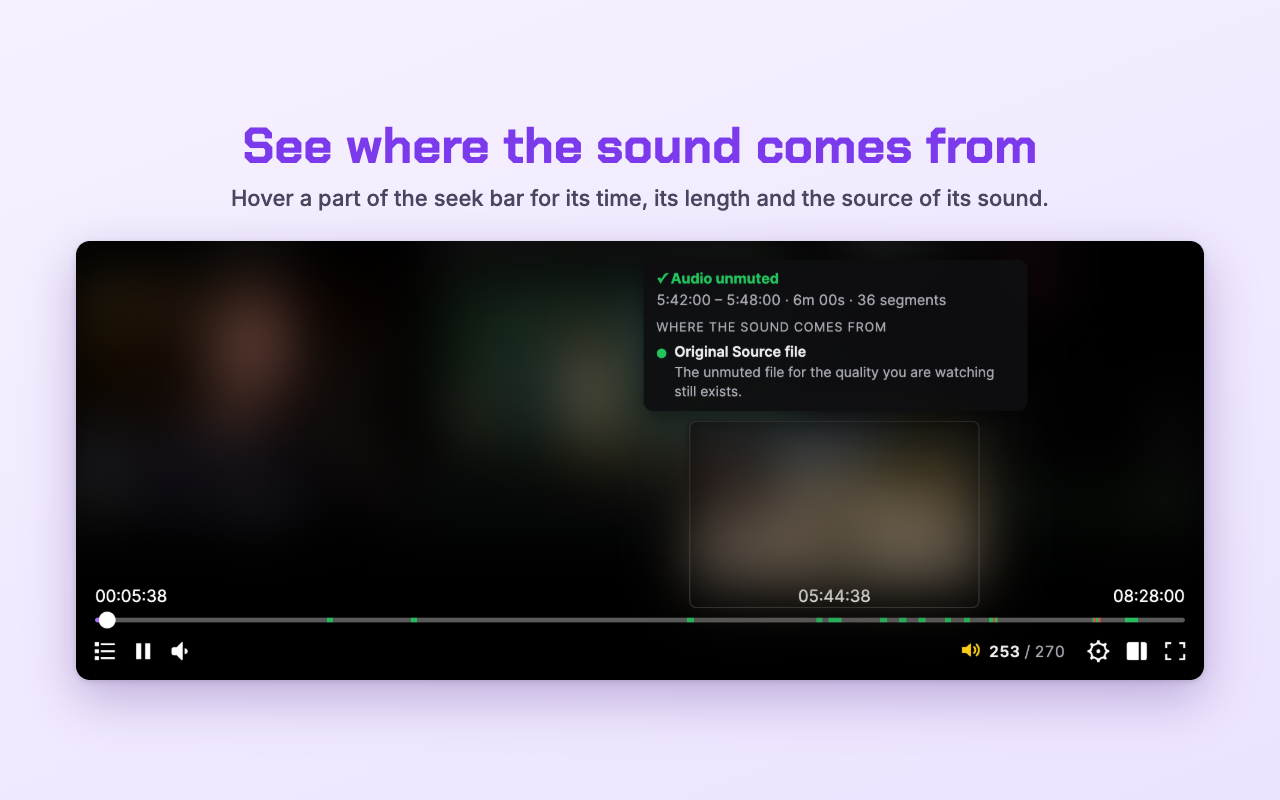 See where the sound comes from
Hover a part of the seek bar for its time, its length and the source of its sound.
✓ Audio unmuted
5:42:00 – 5:48:00 · 6m 00s · 36 segments
WHERE THE SOUND COMES FROM
Original Source file
The unmuted file for the quality you are watching
still exists.
00:05:38
05:44:38
08:28:00
253 / 270